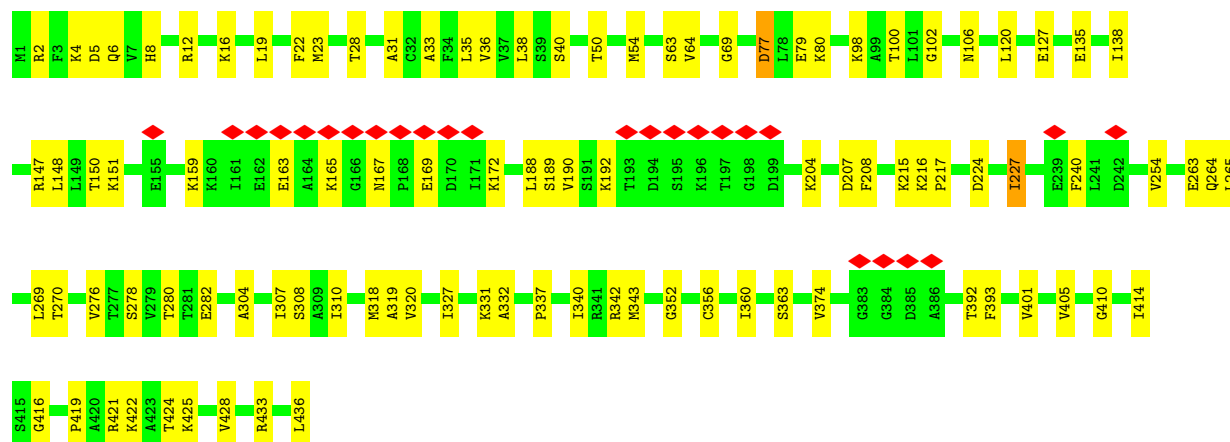 M1 R2 F3 K4 D5 Q6 V7 H8 R12 K16 L19 F22 M23 T28 A31 C32 A33 F34 L35 V36 V37 L38 S39 S40 T50 M54 S63 V64 G69 D77 L78 E79 K80 K98 A99 T100 L101 G102 N106 L120 E127 E135 I138
R147 L148 L149 T150 K151 E155 K159 K160 I161 E162 E163 A164 K165 G166 N167 P168 E169 D170 I171 K172 L188 S189 V190 S191 K192 T193 D194 S195 K196 T197 G198 D199 K204 D207 F208 K215 K216 P217 D224 I227 E239 F240 L241 D242 V254 E263 Q264 L265
L269 T270 V276 T277 S278 V279 T280 T281 E282 A304 I307 S308 A309 I310 M318 A319 V320 I327 K331 A332 P337 I340 R341 R342 M343 G352 C356 I360 S363 V374 G383 G384 D385 A386 T392 F393 V401 V405 G410 I414
S415 G416 P419 A420 R421 K422 A423 T424 K425 V428 R433 L436